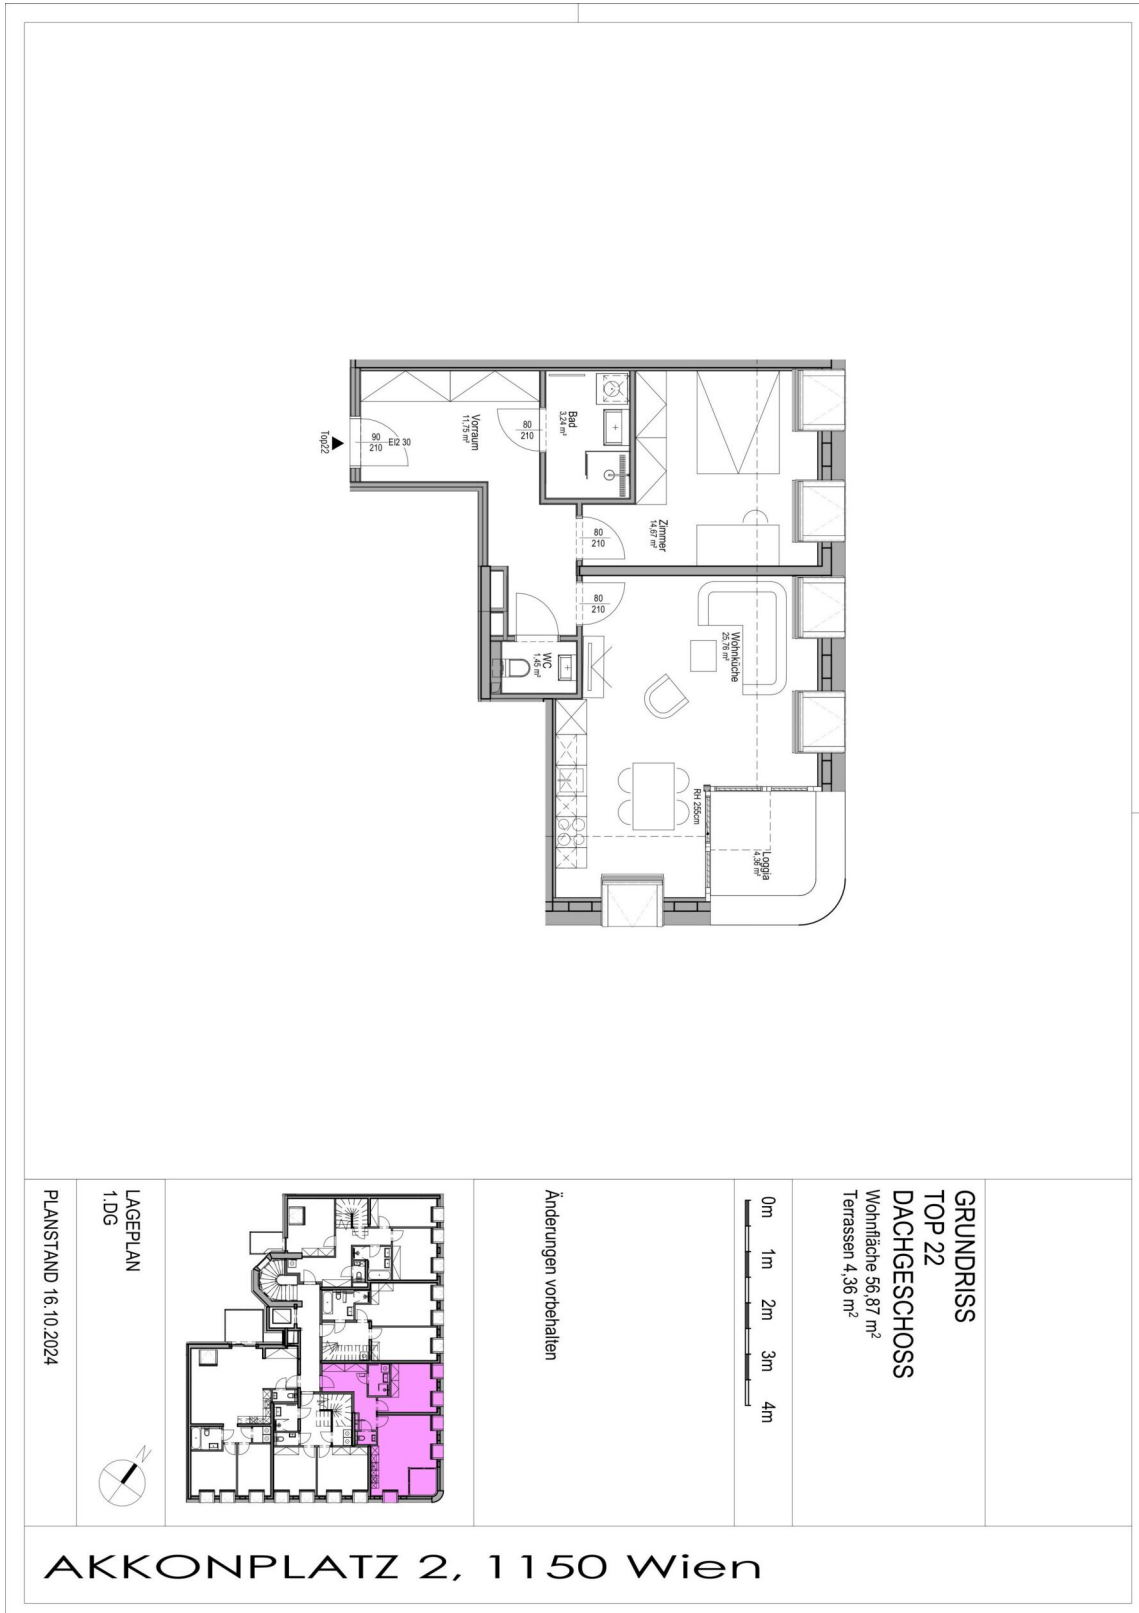 Top22
90
210
EI2 30
Vorraum
11,75 m²
80
210
Bad
3,24 m²
80
210
Zimmer
14,67 m²
80
210
WC
1,45 m²
Wohnküche
25,76 m²
RH 255cm
Loggia
4,36 m²
GRUNDRISS
TOP 22
DACHGESCHOSS
Wohnfläche 56,87 m²
Terrassen 4,36 m²
0m 1m 2m 3m 4m
Änderungen vorbehalten
LAGEPLAN
1.DG
N
PLANSTAND 16.10.2024
AKKONPLATZ 2, 1150 Wien